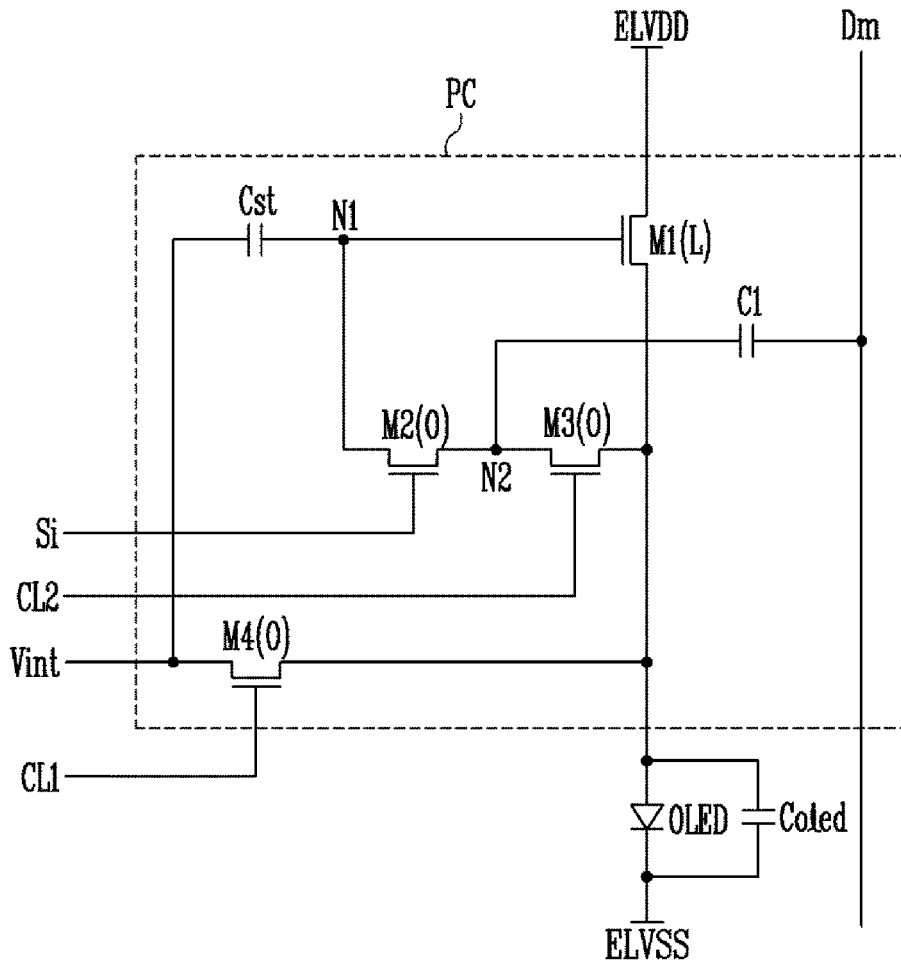 ELVDD
Dm
PC
Cst
N1
M1(L)
C1
M2(O)
M3(O)
N2
Si
CL2
M4(O)
Vint
CL1
OLED
Coled
ELVSS